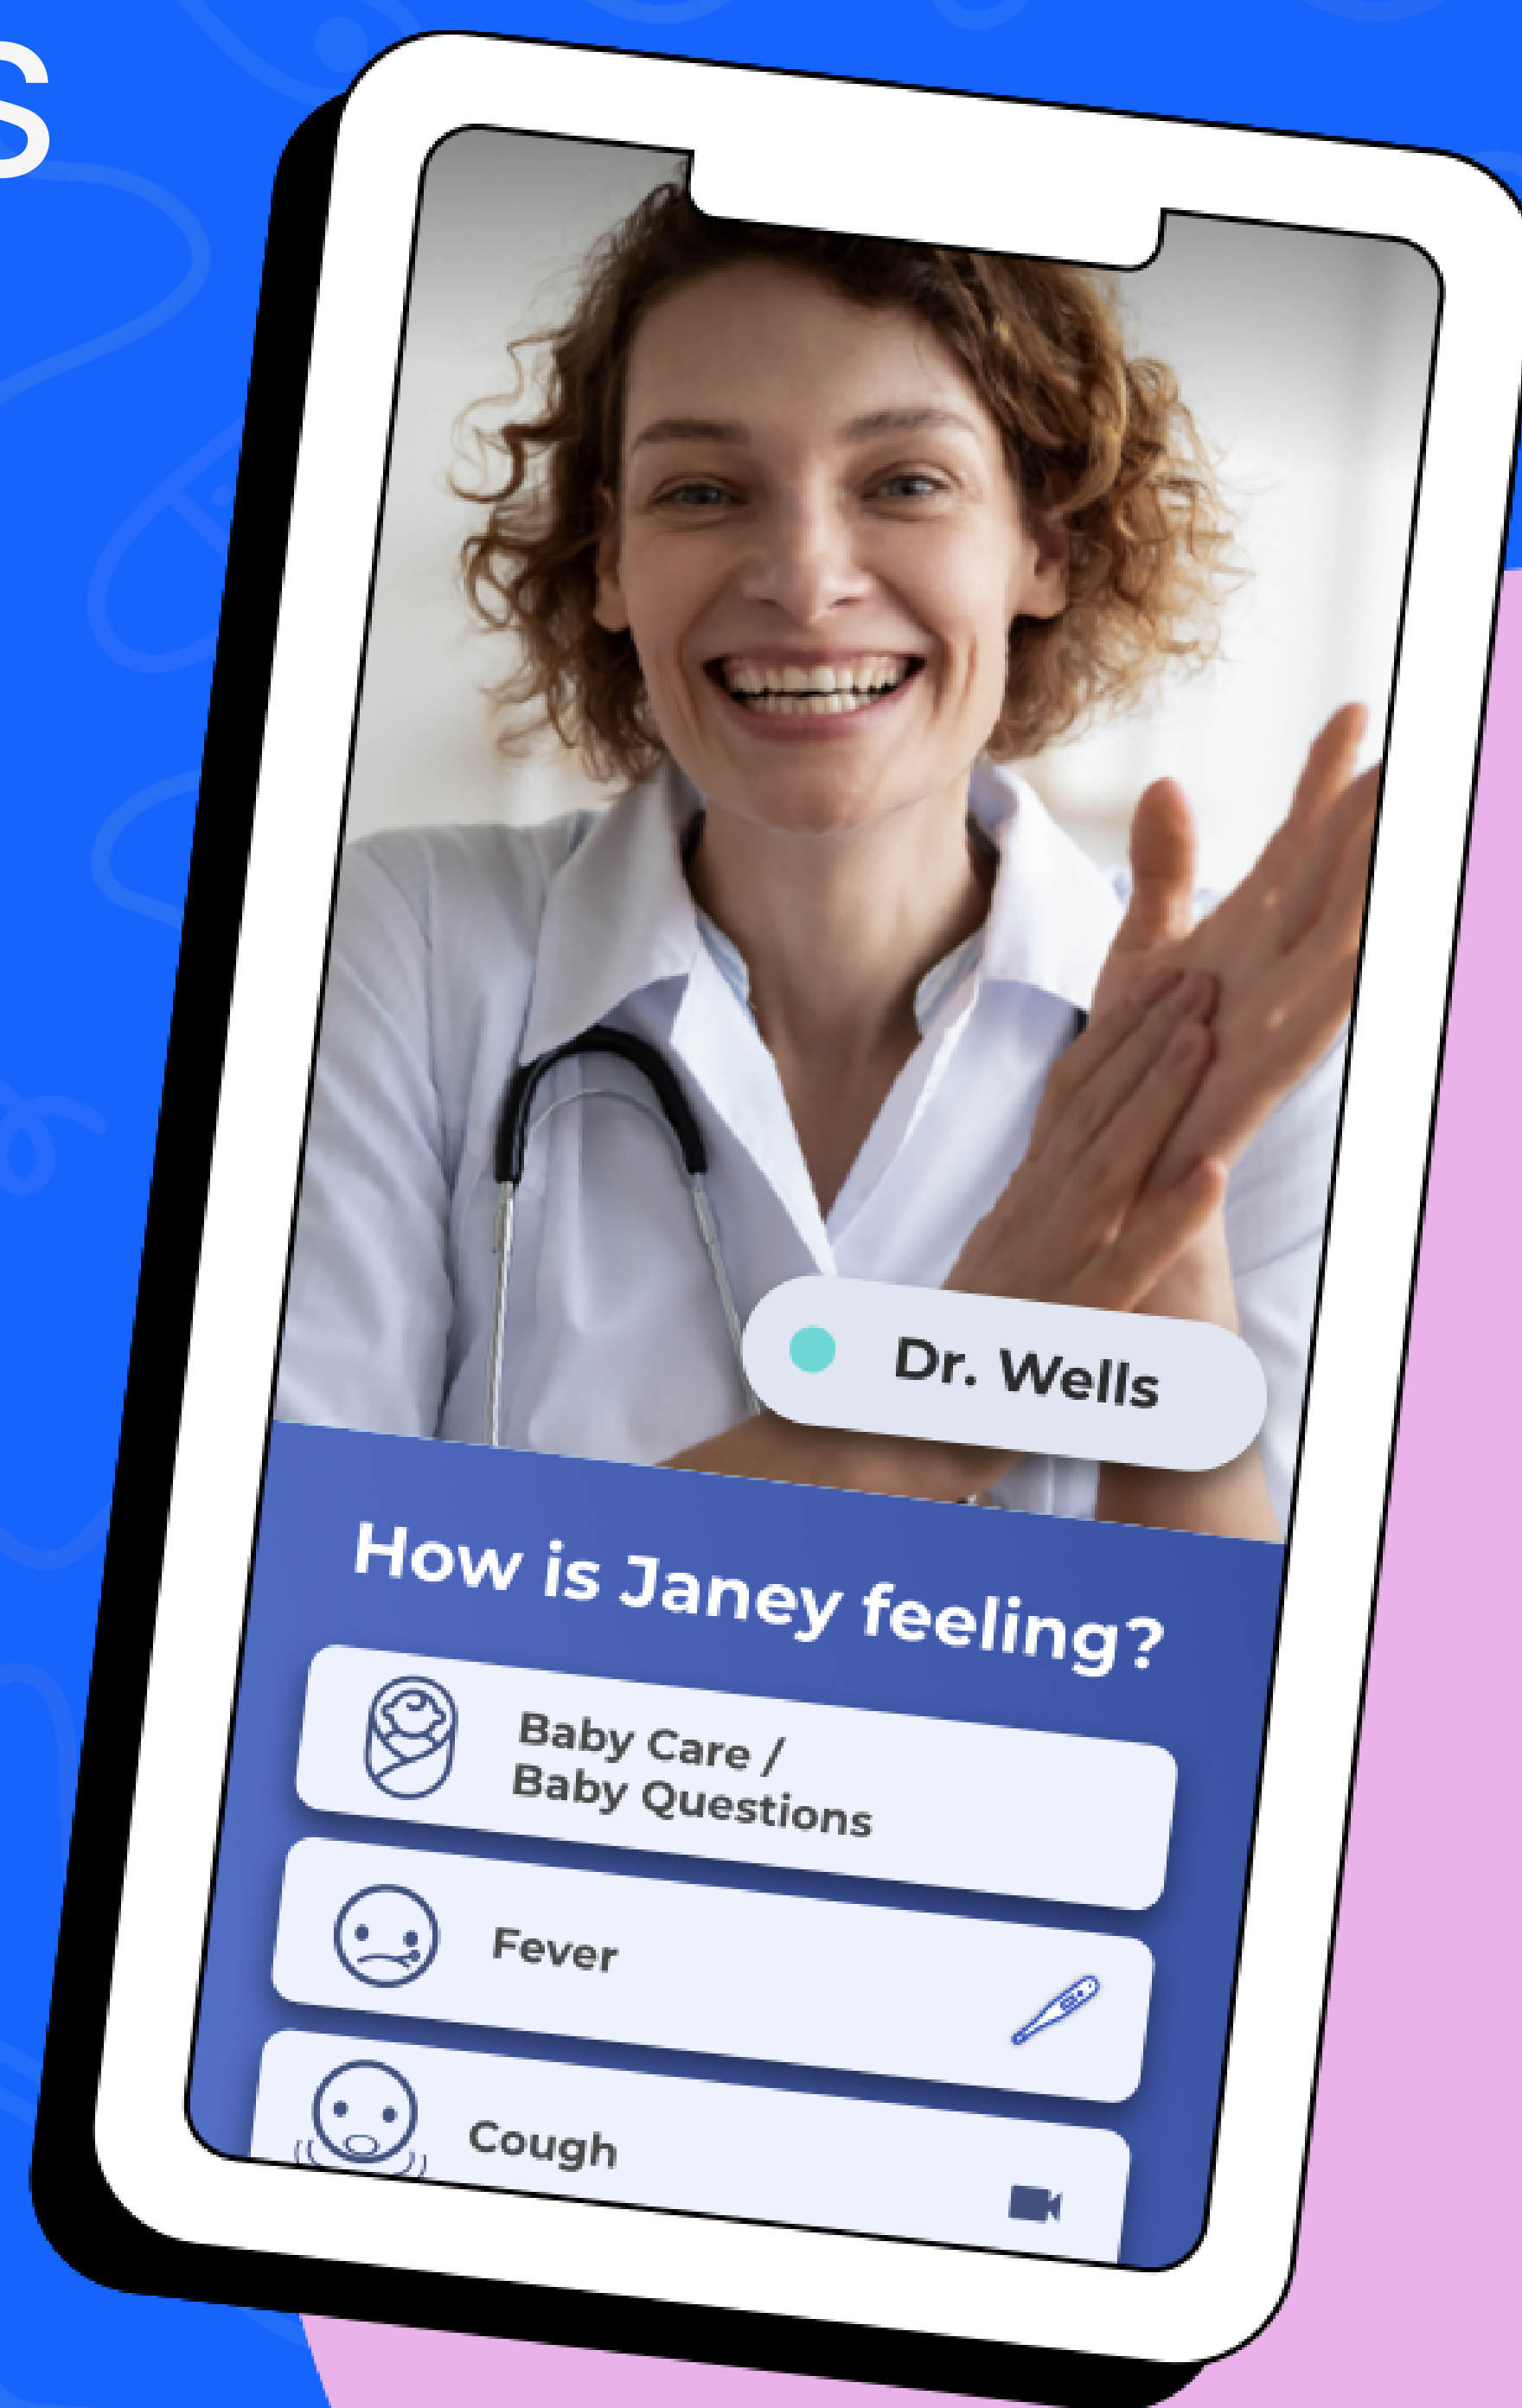 s
Dr. Wells
How is Janey feeling?
Baby Care /
Baby Questions
Fever
Cough